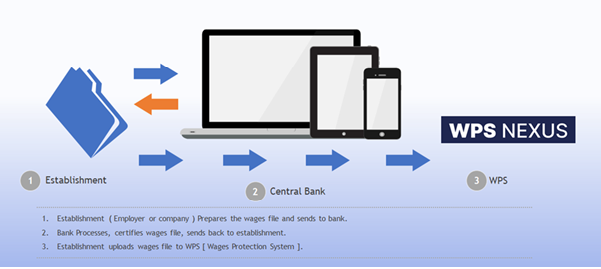 WPS NEXUS
1 Establishment
2 Central Bank
3 WPS
1. Establishment ( Employer or company ) Prepares the wages file and sends to bank.
2. Bank Processes, certifies wages file, sends back to establishment.
3. Establishment uploads wages file to WPS [ Wages Protection System ].